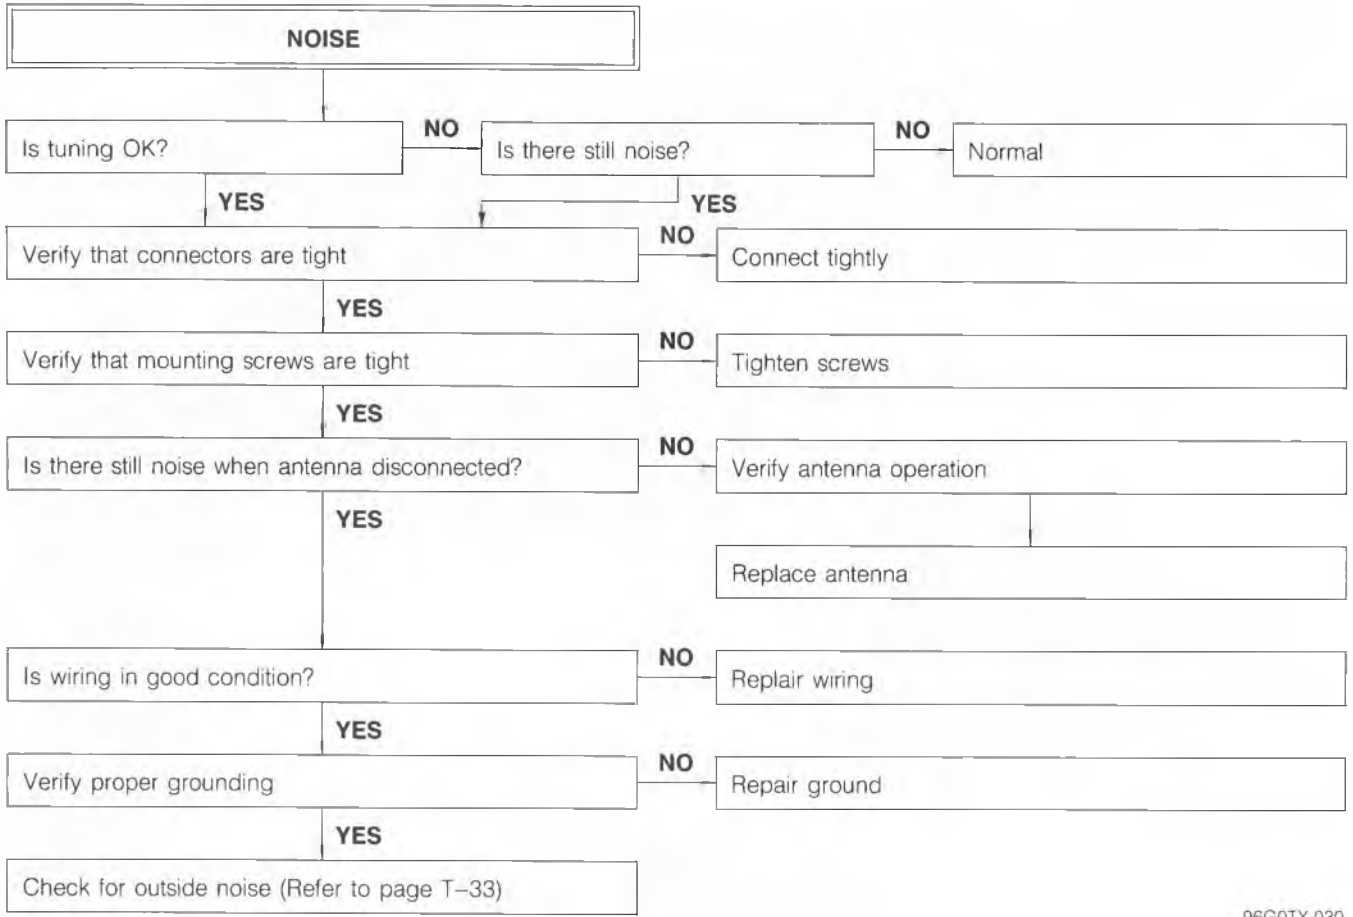 NOISE
Is tuning OK?
NO
Is there still noise?
NO
Normal
YES
YES
Verify that connectors are tight
NO
Connect tightly
YES
Verify that mounting screws are tight
NO
Tighten screws
YES
Is there still noise when antenna disconnected?
NO
Verify antenna operation
YES
Replace antenna
Is wiring in good condition?
NO
Replair wiring
YES
Verify proper grounding
NO
Repair ground
YES
Check for outside noise (Refer to page T–33)